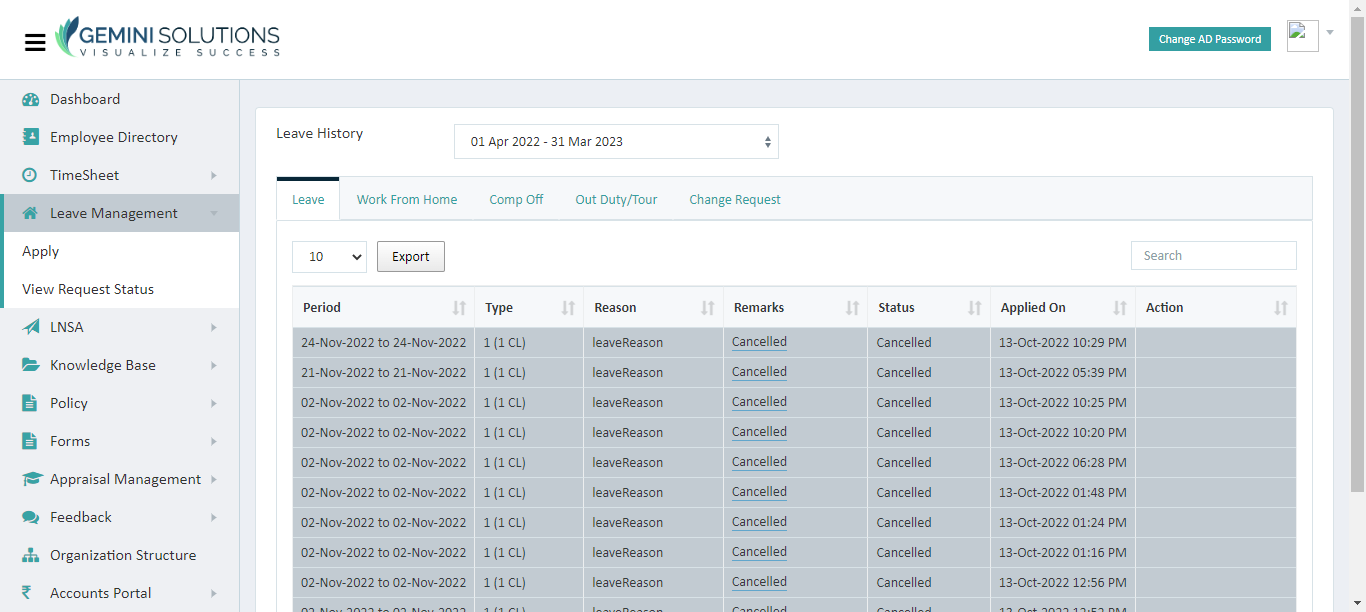 GEMINI SOLUTIONS
VISUALIZE SUCCESS
Change AD Password
Dashboard
Employee Directory
TimeSheet
Leave Management
Apply
View Request Status
LNSA
Knowledge Base
Policy
Forms
Appraisal Management
Feedback
Organization Structure
Accounts Portal
Leave History
01 Apr 2022 - 31 Mar 2023
Leave Work From Home Comp Off Out Duty/Tour Change Request
10 Export Search
Period Type Reason Remarks Status Applied On Action
24-Nov-2022 to 24-Nov-2022 1 (1 CL) leaveReason Cancelled Cancelled 13-Oct-2022 10:29 PM
21-Nov-2022 to 21-Nov-2022 1 (1 CL) leaveReason Cancelled Cancelled 13-Oct-2022 05:39 PM
02-Nov-2022 to 02-Nov-2022 1 (1 CL) leaveReason Cancelled Cancelled 13-Oct-2022 10:25 PM
02-Nov-2022 to 02-Nov-2022 1 (1 CL) leaveReason Cancelled Cancelled 13-Oct-2022 10:20 PM
02-Nov-2022 to 02-Nov-2022 1 (1 CL) leaveReason Cancelled Cancelled 13-Oct-2022 06:28 PM
02-Nov-2022 to 02-Nov-2022 1 (1 CL) leaveReason Cancelled Cancelled 13-Oct-2022 01:48 PM
02-Nov-2022 to 02-Nov-2022 1 (1 CL) leaveReason Cancelled Cancelled 13-Oct-2022 01:24 PM
02-Nov-2022 to 02-Nov-2022 1 (1 CL) leaveReason Cancelled Cancelled 13-Oct-2022 01:16 PM
02-Nov-2022 to 02-Nov-2022 1 (1 CL) leaveReason Cancelled Cancelled 13-Oct-2022 12:56 PM